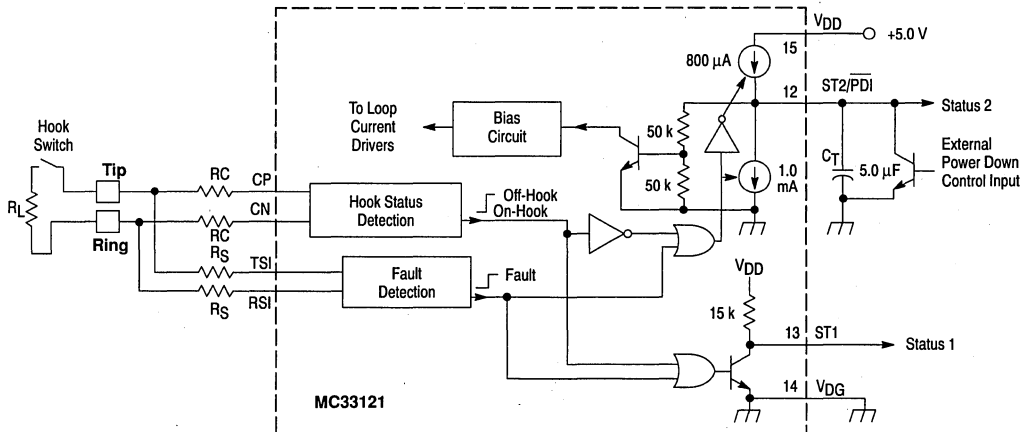 VDD
+5.0 V
15
800 µA
12
ST2/PDI
Status 2
To Loop
Current
Drivers
Bias
Circuit
50 k
50 k
1.0
mA
CT
5.0 µF
External
Power Down
Control Input
Hook
Switch
Tip
RC
CP
RL
Ring
RC
CN
Hook Status
Detection
Off-Hook
On-Hook
RS
TSI
RS
RSI
Fault
Detection
Fault
VDD
15 k
13
ST1
Status 1
14
VDG
MC33121